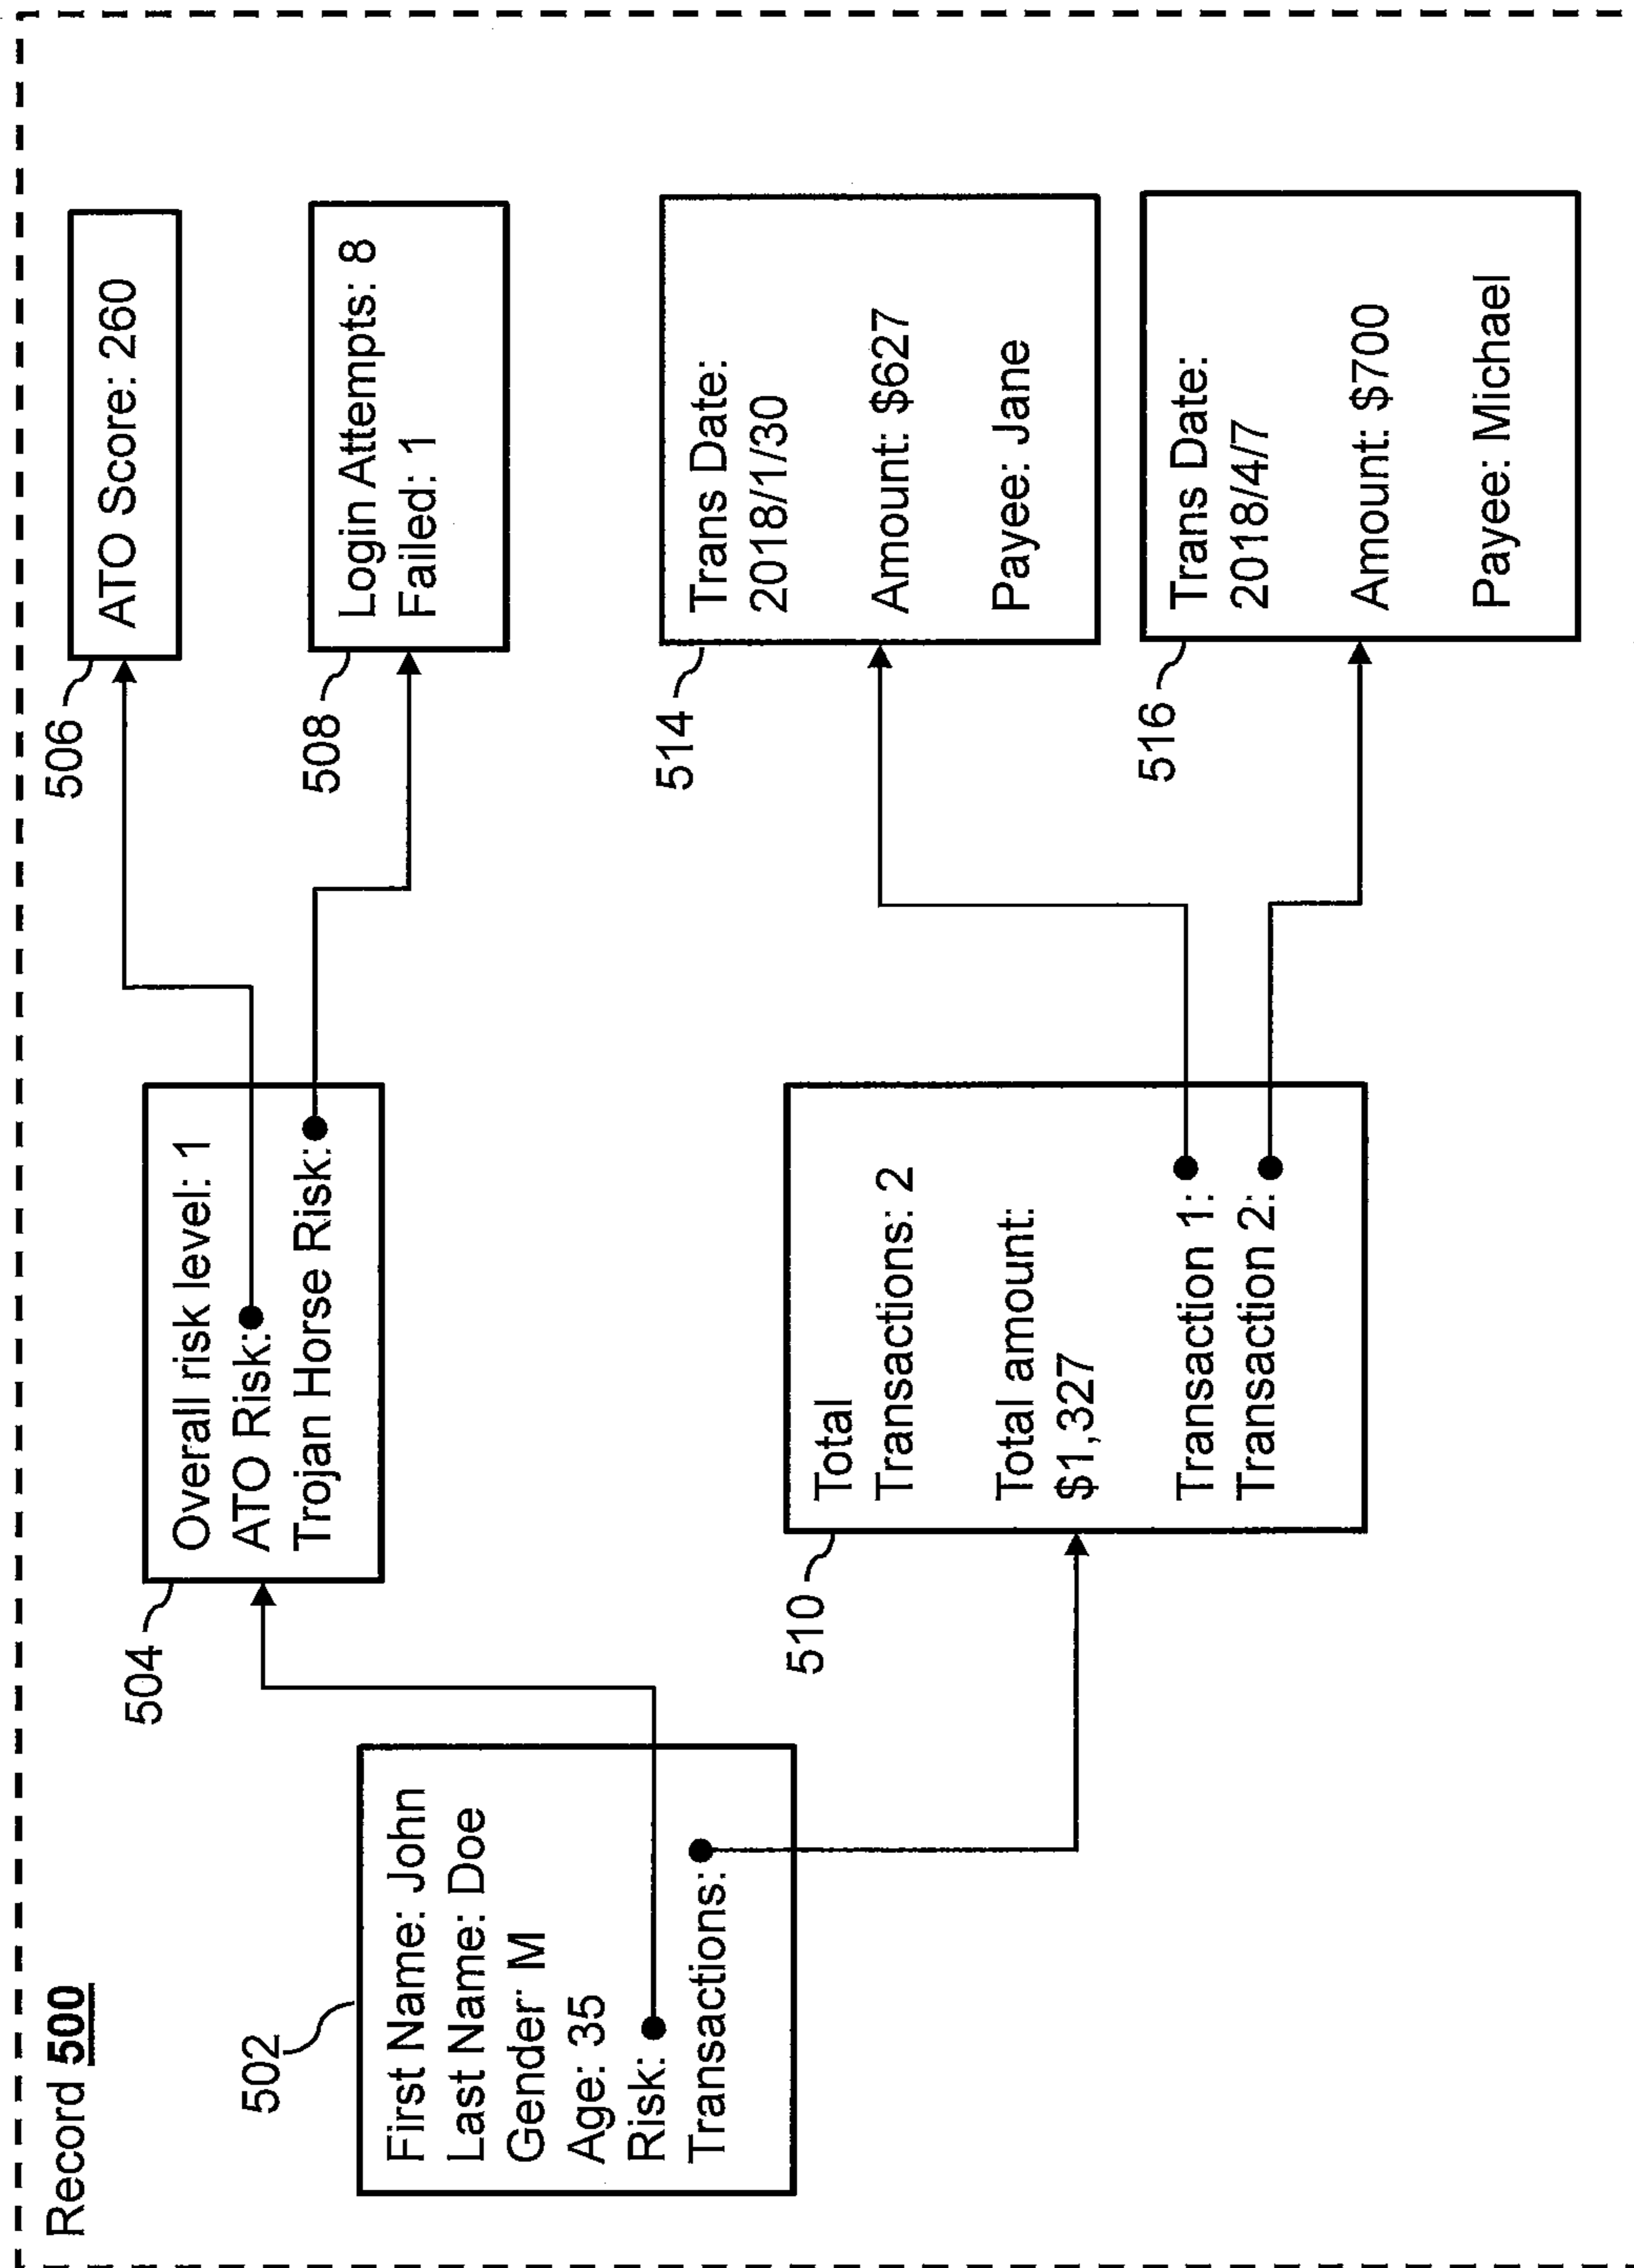 Record 500
502
First Name: John
Last Name: Doe
Gender: M
Age: 35
Risk:
Transactions:
504
Overall risk level: 1
ATO Risk:
Trojan Horse Risk:
506
ATO Score: 260
508
Login Attempts: 8
Failed: 1
510
Total
Transactions: 2
Total amount:
$1,327
Transaction 1:
Transaction 2:
514
Trans Date:
2018/1/30
Amount: $627
Payee: Jane
516
Trans Date:
2018/4/7
Amount: $700
Payee: Michael